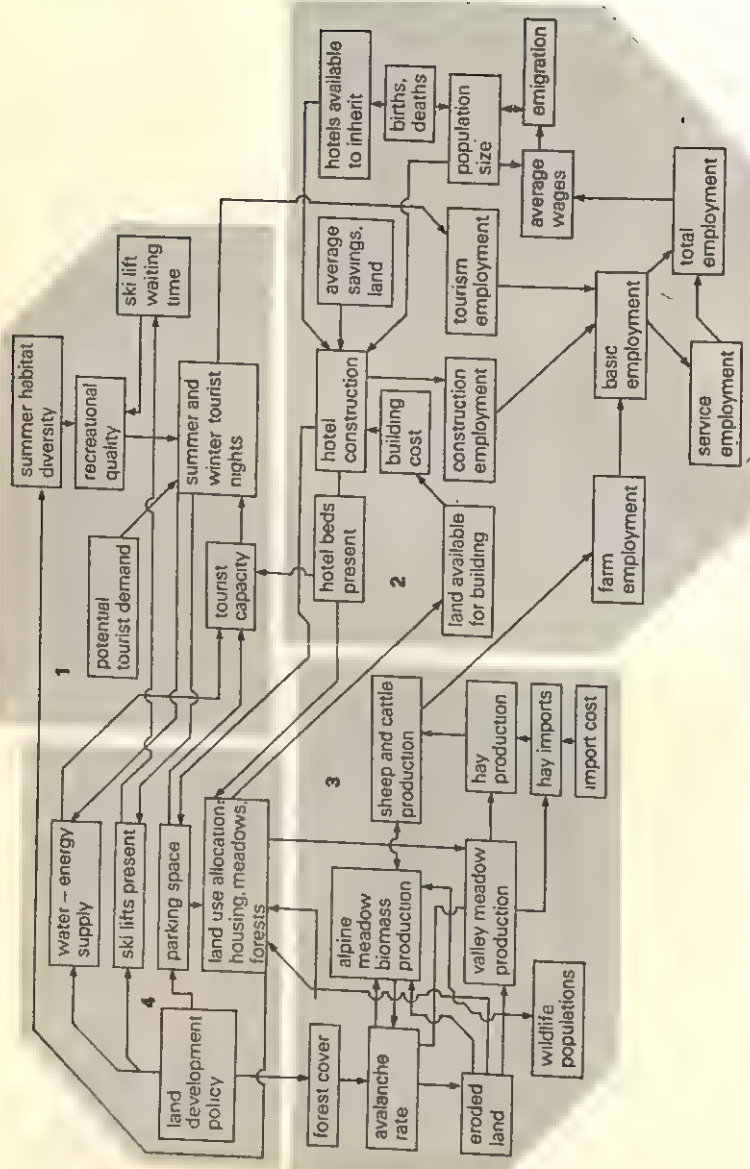 1
potential
tourist demand
summer habitat
diversity
recreational
quality
ski lift
waiting
time
summer and
winter tourist
nights
tourist
capacity
4
water – energy
supply
ski lifts present
parking space
land use allocation:
housing, meadows,
forests
land
development
policy
2
hotel beds
present
hotel
construction
average
savings,
land
hotels available
to inherit
births,
deaths
population
size
emigration
average
wages
building
cost
land available
for building
construction
employment
tourism
employment
farm
employment
basic
employment
service
employment
total
employment
3
forest cover
avalanche
rate
eroded
land
alpine
meadow
biomass
production
sheep and cattle
production
valley meadow
production
hay
production
hay imports
import cost
wildlife
populations